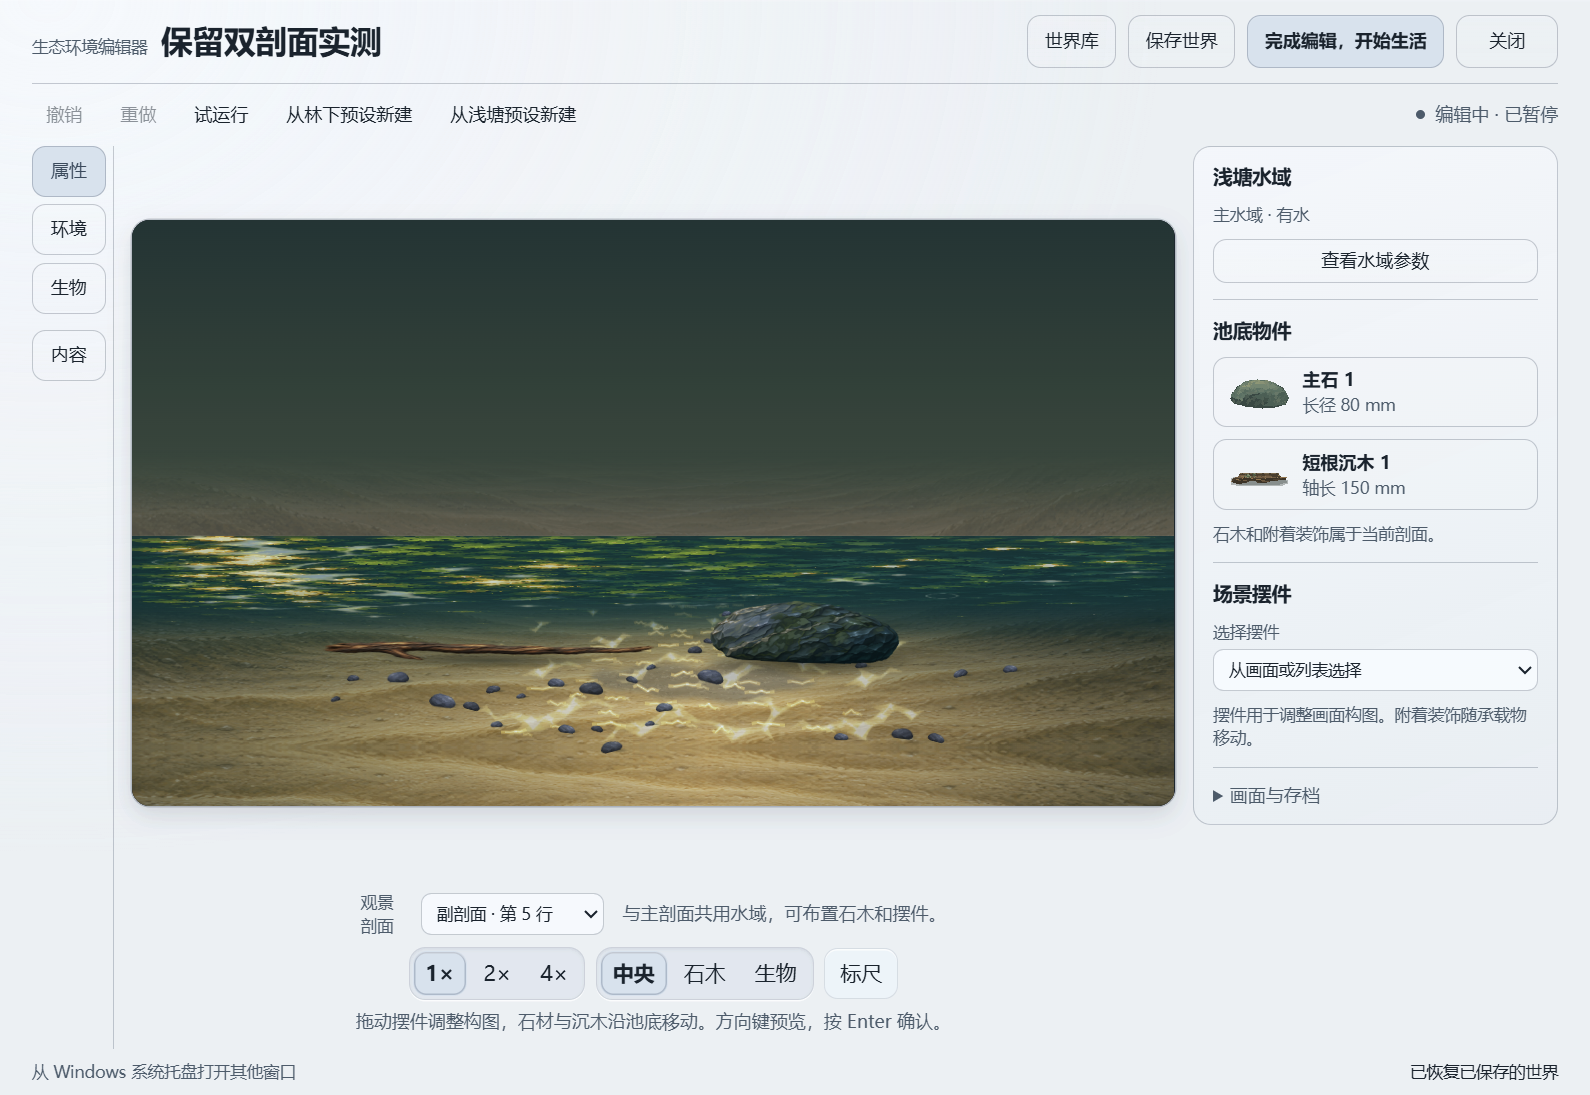 生态环境编辑器 保留双剖面实测
世界库 保存世界 完成编辑，开始生活 关闭
撤销 重做 试运行 从林下预设新建 从浅塘预设新建
编辑中 · 已暂停
属性
环境
生物
内容
浅塘水域
主水域 · 有水
查看水域参数
池底物件
主石 1
长径 80 mm
短根沉木 1
轴长 150 mm
石木和附着装饰属于当前剖面。
场景摆件
选择摆件
从画面或列表选择
摆件用于调整画面构图。附着装饰随承载物
移动。
画面与存档
观景
剖面
副剖面 · 第 5 行
与主剖面共用水域，可布置石木和摆件。
1× 2× 4× 中央 石木 生物 标尺
拖动摆件调整构图，石材与沉木沿池底移动。方向键预览，按 Enter 确认。
从 Windows 系统托盘打开其他窗口
已恢复已保存的世界